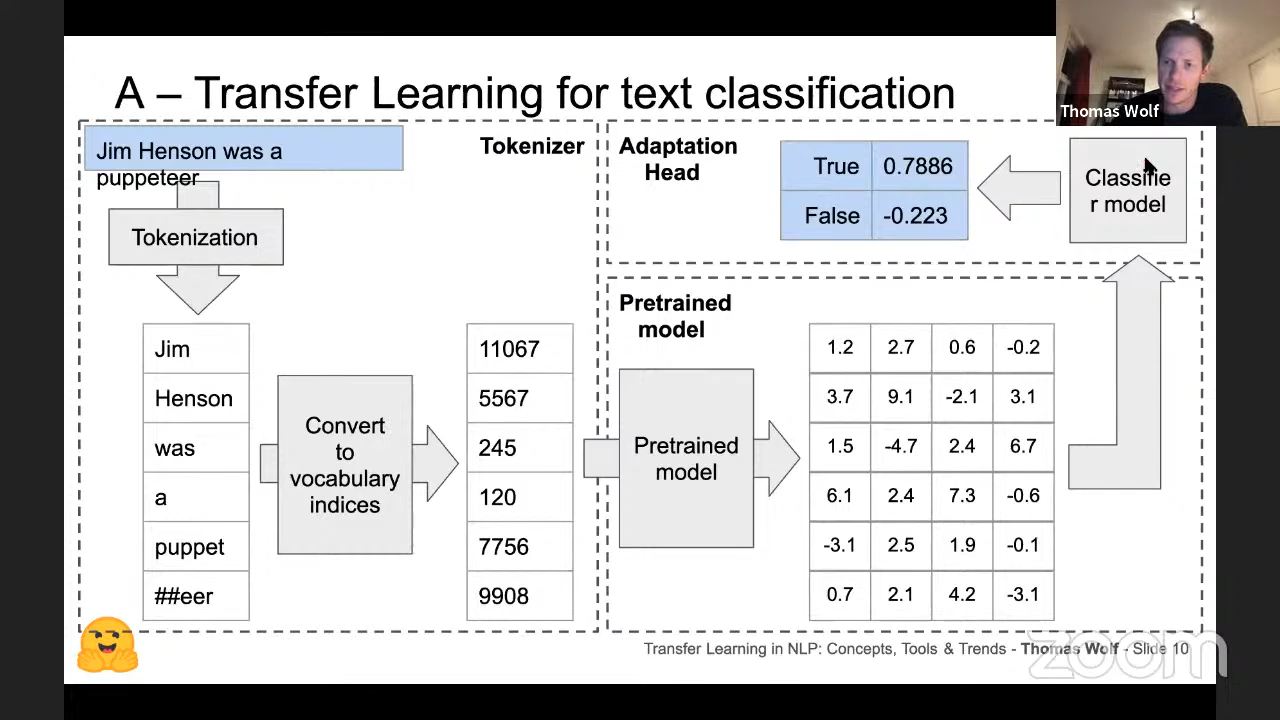 A – Transfer Learning for text classification
Thomas Wolf
Jim Henson was a
puppeteer
Tokenizer
Tokenization
Jim
Henson
was
a
puppet
##eer
Convert
to
vocabulary
indices
11067
5567
245
120
7756
9908
Adaptation
Head
True 0.7886
False -0.223
Classifie
r model
Pretrained
model
Pretrained
model
1.2 2.7 0.6 -0.2
3.7 9.1 -2.1 3.1
1.5 -4.7 2.4 6.7
6.1 2.4 7.3 -0.6
-3.1 2.5 1.9 -0.1
0.7 2.1 4.2 -3.1
Transfer Learning in NLP: Concepts, Tools & Trends - Thomas Wolf - Slide 10
zoom